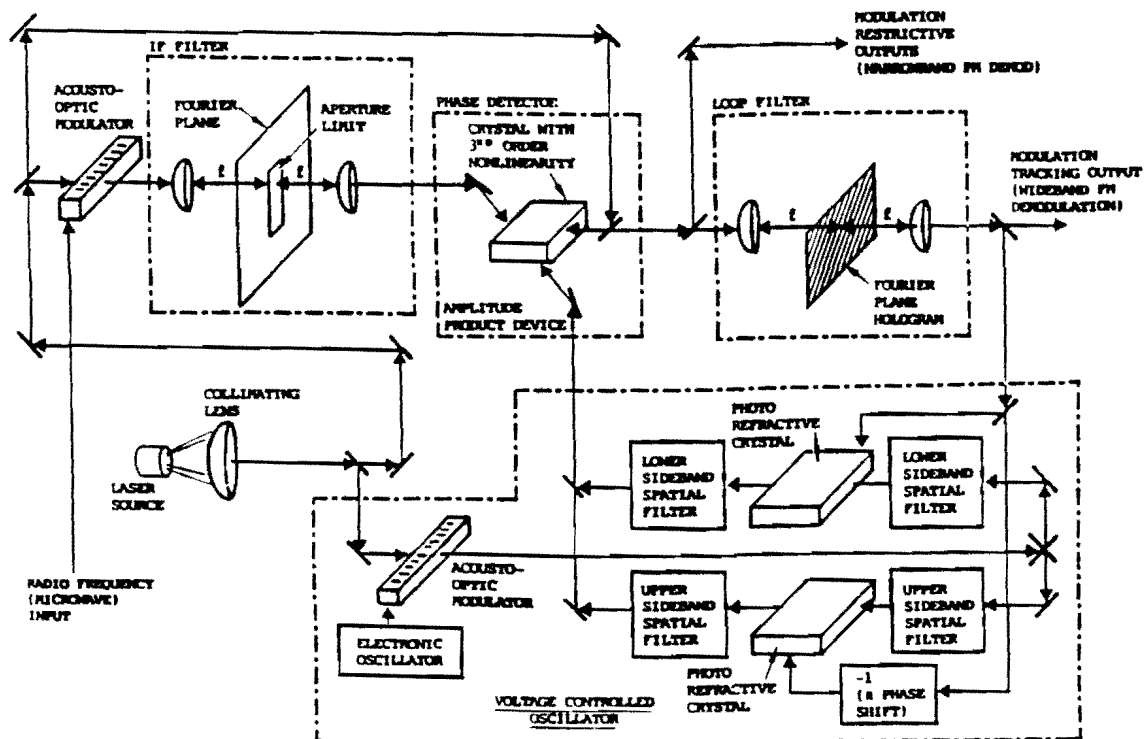 MODULATION
RESTRICTIVE
OUTPUTS
(NARROWBAND FM DEMOD)
IF FILTER
ACOUSTO-
OPTIC
MODULATOR
FOURIER
PLANE
APERTURE
LIMIT
PHASE DETECTOR
CRYSTAL WITH
3RD ORDER
NONLINEARITY
LOOP FILTER
MODULATION
TRACKING OUTPUT
(WIDEBAND FM
DEMODULATION)
ℓ
ℓ
ℓ
ℓ
AMPLITUDE
PRODUCT DEVICE
FOURIER
PLANE
HOLOGRAM
COLLIMATING
LENS
LASER
SOURCE
PHOTO
REFRACTIVE
CRYSTAL
LOWER
SIDEBAND
SPATIAL
FILTER
LOWER
SIDEBAND
SPATIAL
FILTER
RADIO FREQUENCY
(MICROWAVE)
INPUT
ACOUSTO-
OPTIC
MODULATOR
ELECTRONIC
OSCILLATOR
UPPER
SIDEBAND
SPATIAL
FILTER
UPPER
SIDEBAND
SPATIAL
FILTER
PHOTO
REFRACTIVE
CRYSTAL
-1
(π PHASE
SHIFT)
VOLTAGE CONTROLLED
OSCILLATOR